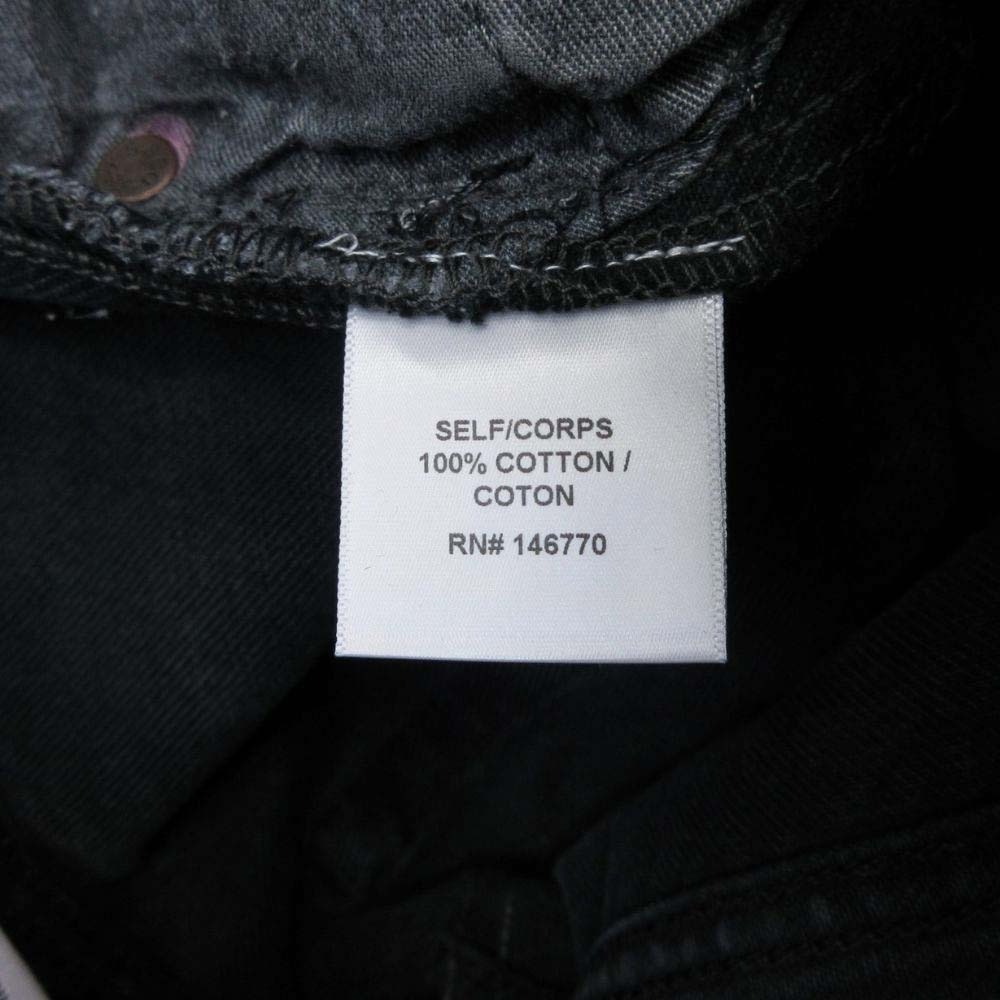 SELF/CORPS
100% COTTON /
COTON
RN# 146770